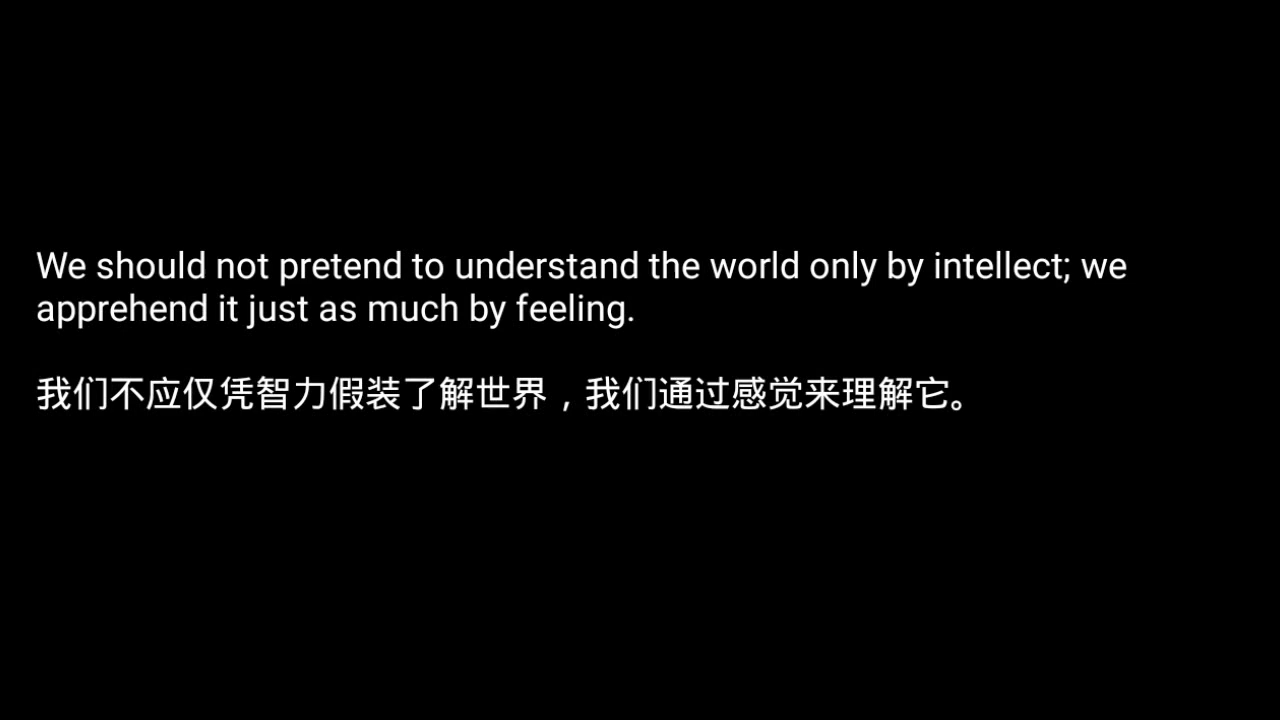 We should not pretend to understand the world only by intellect; we
apprehend it just as much by feeling.
我们不应仅凭智力假装了解世界，我们通过感觉来理解它。